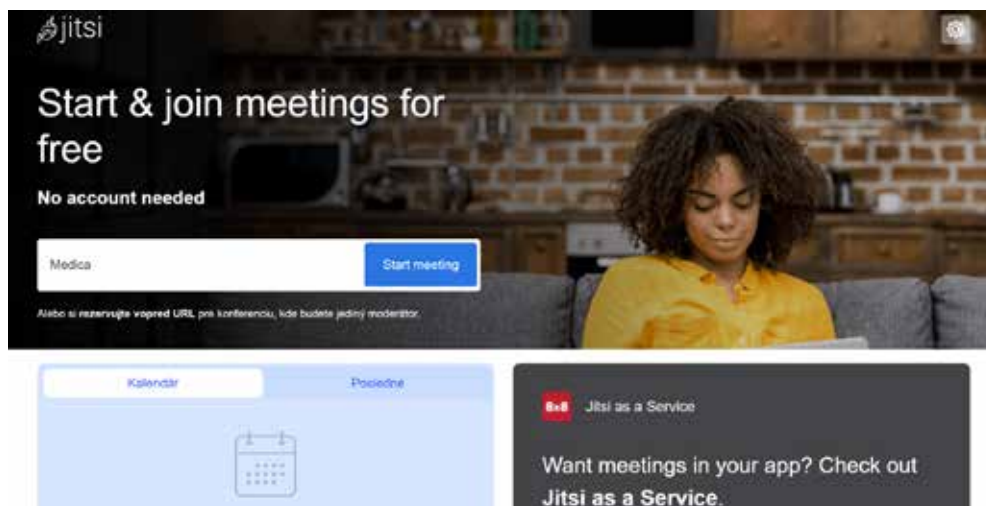 jitsi
Start & join meetings for
free
No account needed
Medica
Start meeting
Alebo si rezervujte vopred URL pre konferenciu, kde budete jediný moderátor.
Kalendár
Posledné
8x8
Jitsi as a Service
Want meetings in your app? Check out
Jitsi as a Service.